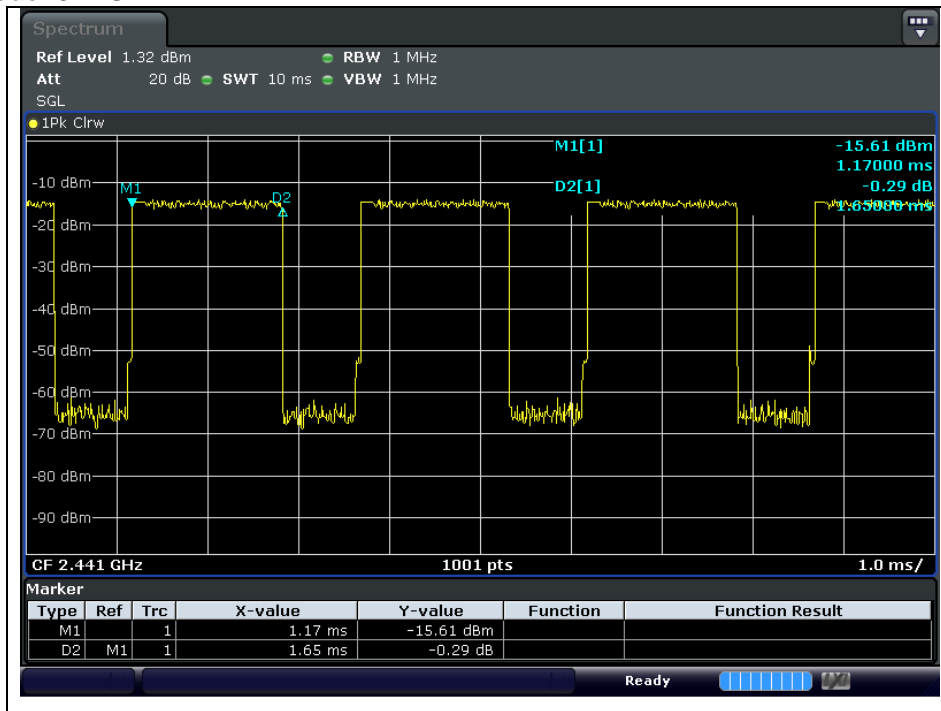 Spectrum
Ref Level 1.32 dBm RBW 1 MHz
Att 20 dB SWT 10 ms VBW 1 MHz
SGL
1Pk Clrw
M1[1] -15.61 dBm
1.17000 ms
-10 dBm M1 D2[1] -0.29 dB
D2 1.65000 ms
-20 dBm
-30 dBm
-40 dBm
-50 dBm
-60 dBm
-70 dBm
-80 dBm
-90 dBm
CF 2.441 GHz 1001 pts 1.0 ms/
Marker
Type Ref Trc X-value Y-value Function Function Result
M1 1 1.17 ms -15.61 dBm
D2 M1 1 1.65 ms -0.29 dB
Ready